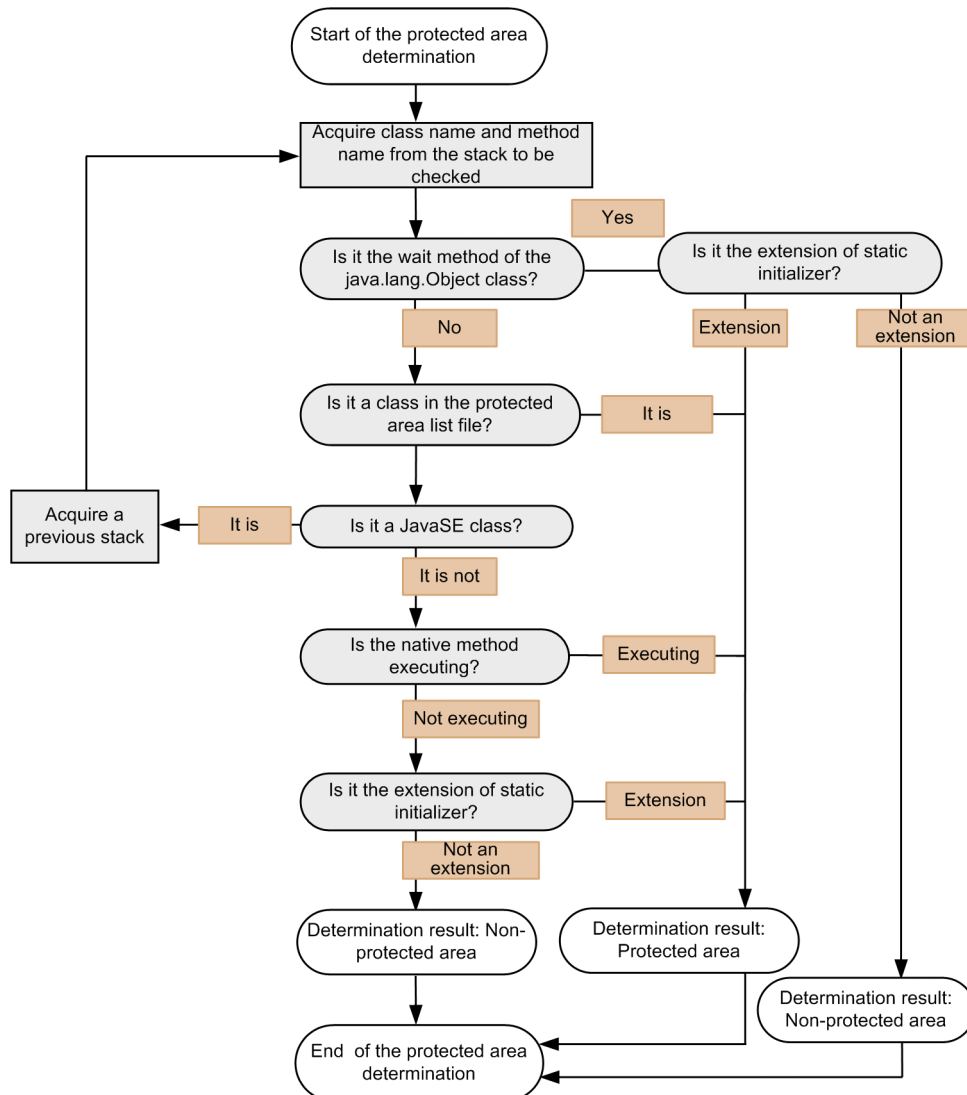 Start of the protected area
determination
Acquire class name and method
name from the stack to be
checked
Yes
Is it the wait method of the
java.lang.Object class?
Is it the extension of static
initializer?
No
Extension
Not an
extension
Is it a class in the protected
area list file?
It is
Acquire a
previous stack
It is
Is it a JavaSE class?
It is not
Is the native method
executing?
Executing
Not executing
Is it the extension of static
initializer?
Extension
Not an
extension
Determination result: Non-
protected area
Determination result:
Protected area
Determination result:
Non-protected area
End of the protected area
determination